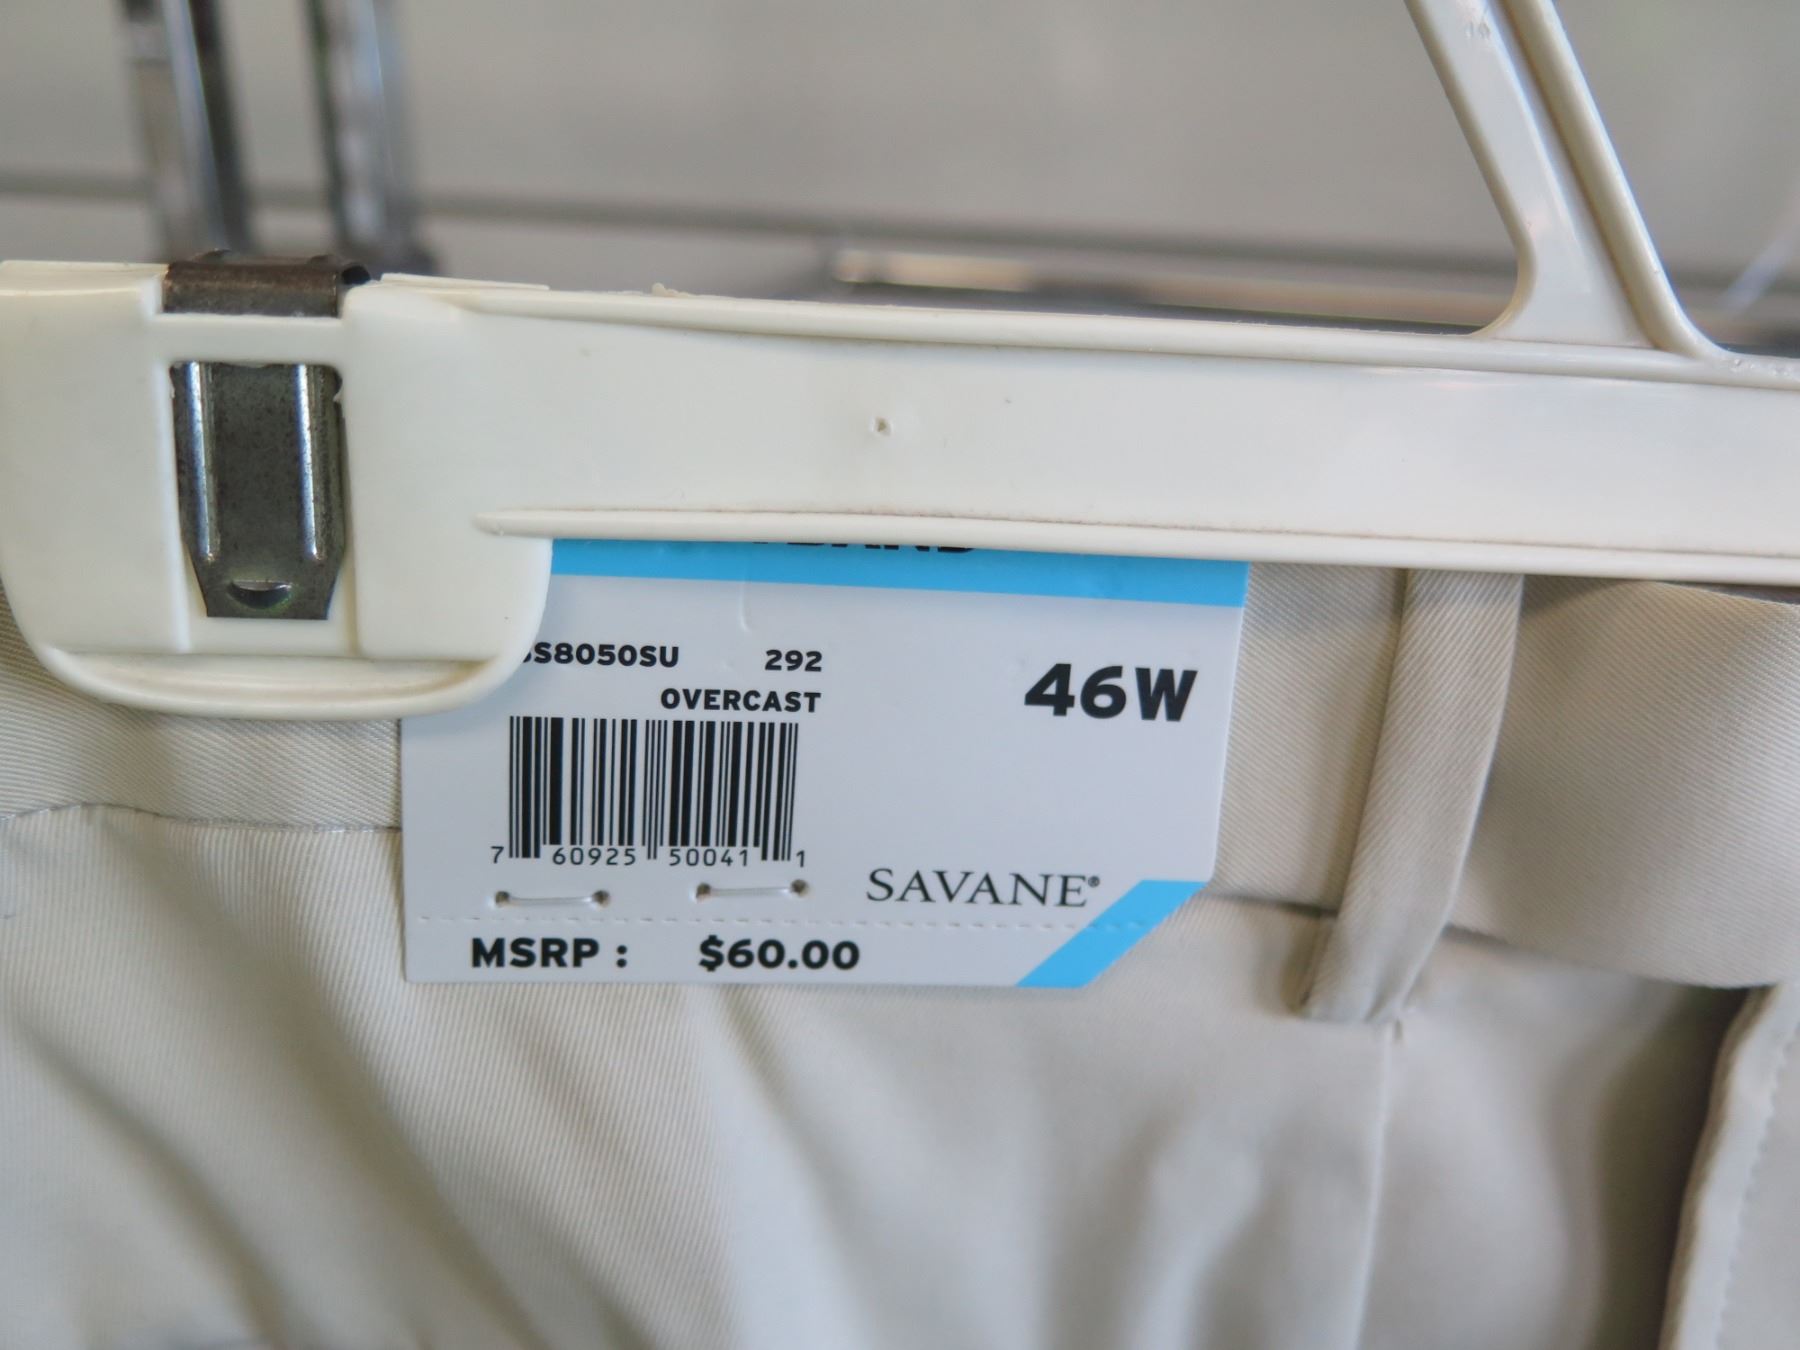 S8050SU 292
OVERCAST
46W
7 60925 50041 1
SAVANE®
MSRP : $60.00